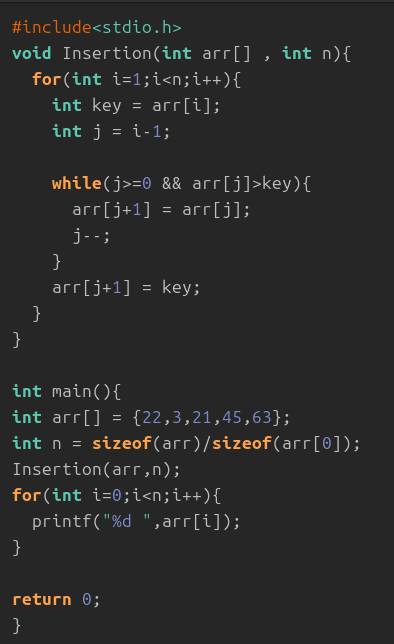 #include<stdio.h>
void Insertion(int arr[] , int n){
  for(int i=1;i<n;i++){
    int key = arr[i];
    int j = i-1;

    while(j>=0 && arr[j]>key){
      arr[j+1] = arr[j];
      j--;
    }
    arr[j+1] = key;
  }
}

int main(){
int arr[] = {22,3,21,45,63};
int n = sizeof(arr)/sizeof(arr[0]);
Insertion(arr,n);
for(int i=0;i<n;i++){
  printf("%d ",arr[i]);
}

return 0;
}